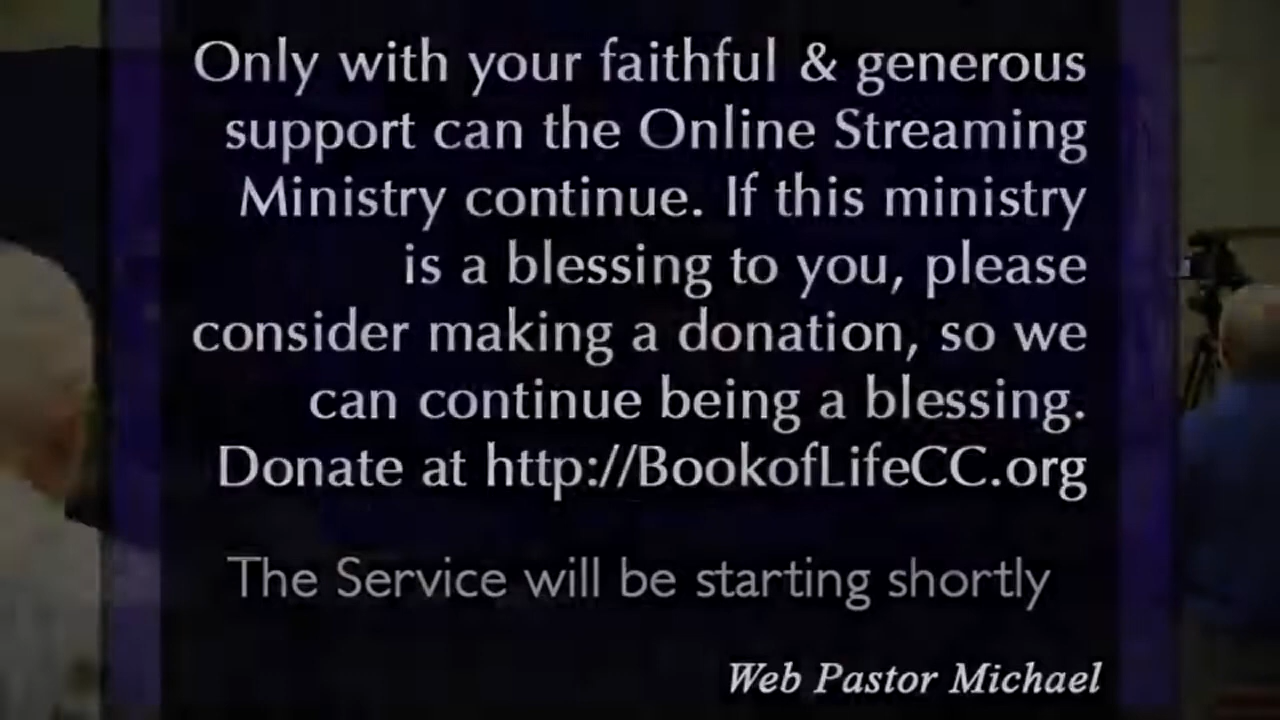 Only with your faithful & generous
support can the Online Streaming
Ministry continue. If this ministry
is a blessing to you, please
consider making a donation, so we
can continue being a blessing.
Donate at http://BookofLifeCC.org
The Service will be starting shortly
Web Pastor Michael